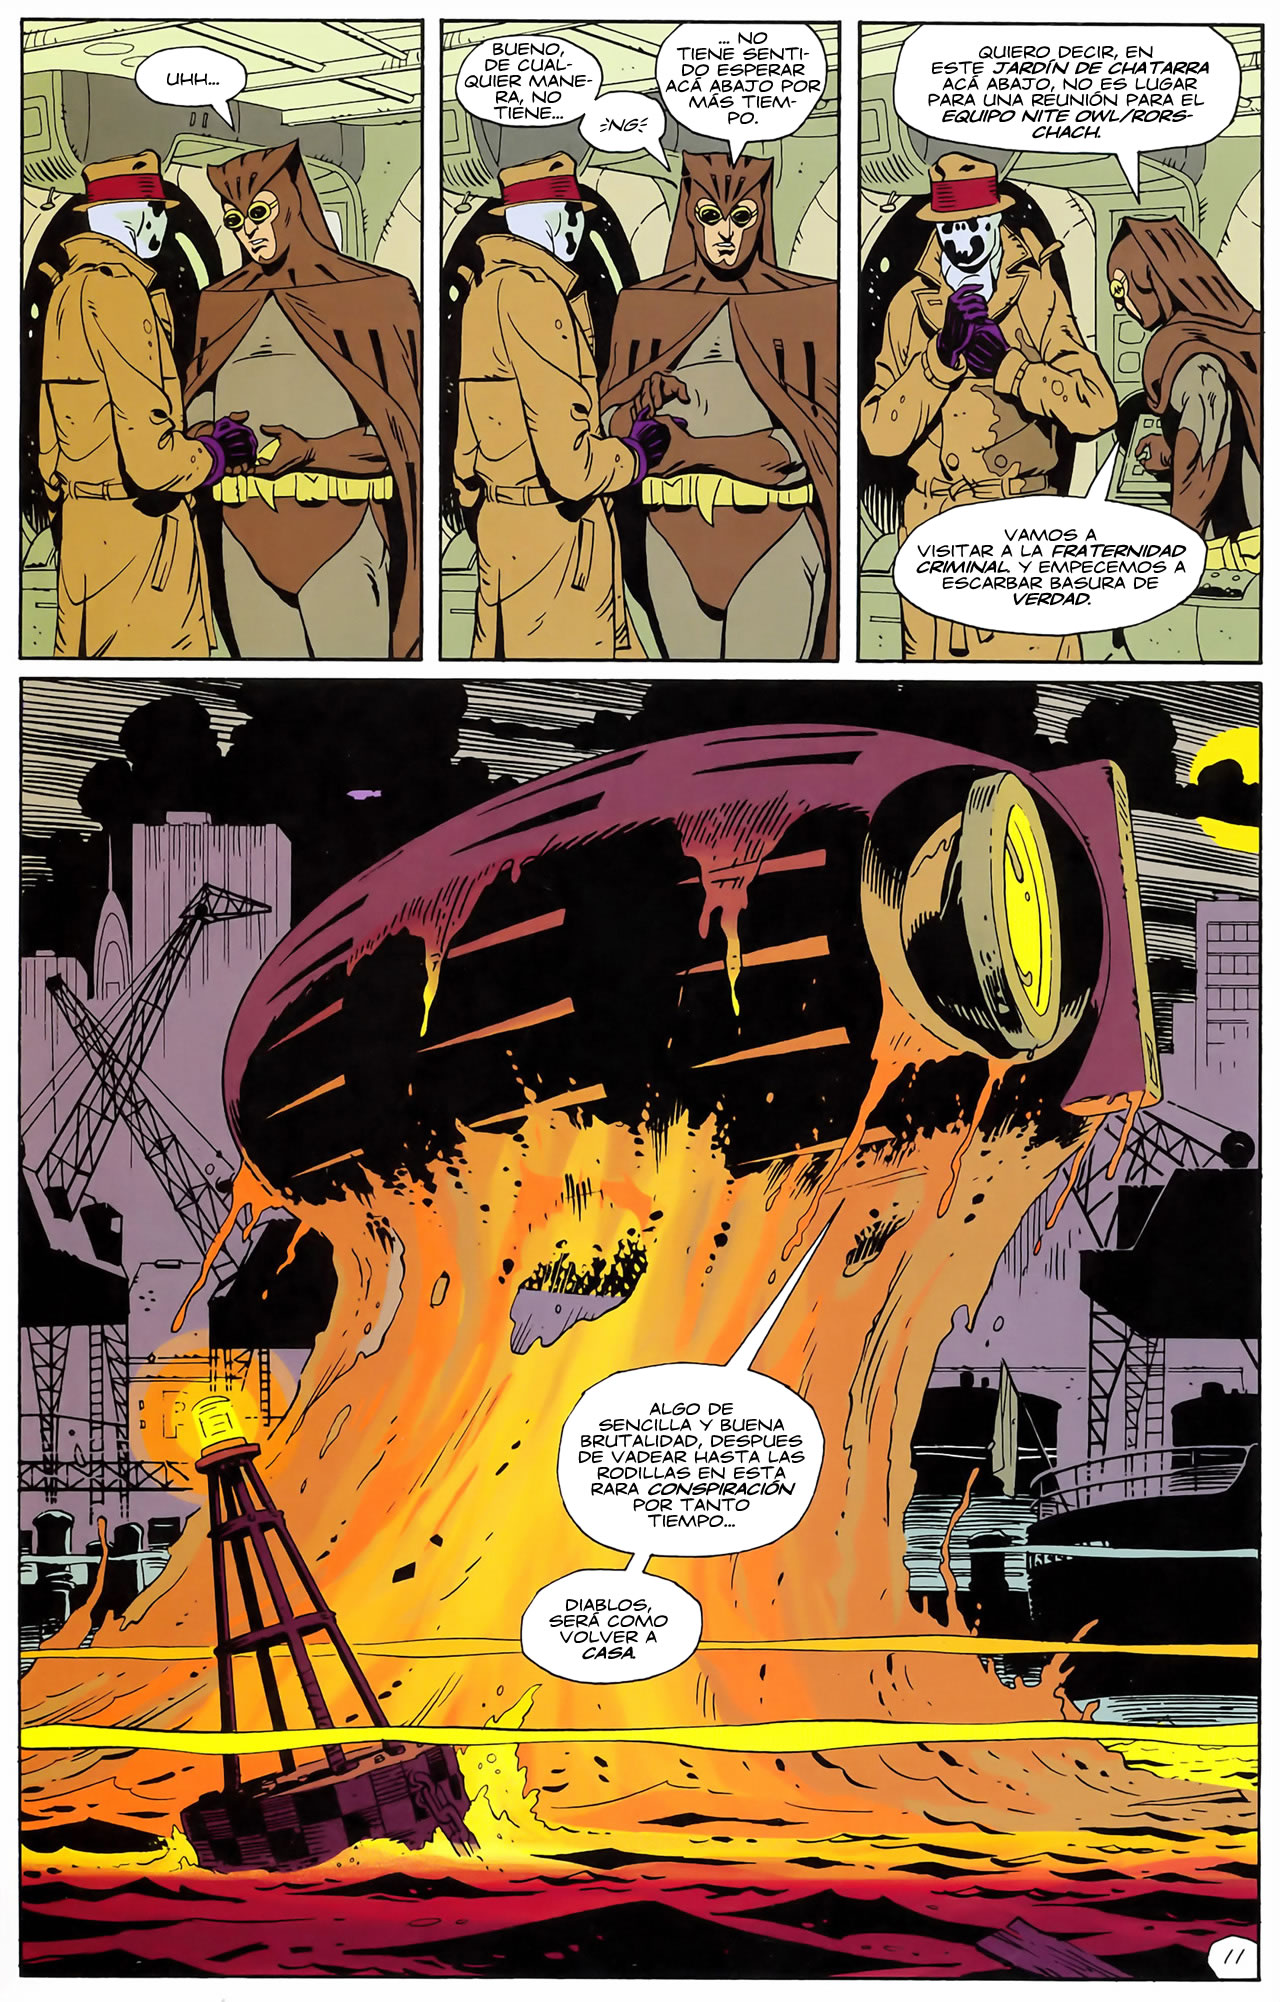 UHH...
BUENO,
DE CUAL-
QUIER MANE-
RA, NO
TIENE...
NG
... NO
TIENE SENTI-
DO ESPERAR
ACÁ ABAJO POR
MÁS TIEM-
PO.
QUIERO DECIR, EN
ESTE JARDÍN DE CHATARRA
ACÁ ABAJO, NO ES LUGAR
PARA UNA REUNIÓN PARA EL
EQUIPO NITE OWL/RORS-
CHACH.
VAMOS A
VISITAR A LA FRATERNIDAD
CRIMINAL Y EMPECEMOS A
ESCARBAR BASURA DE
VERDAD.
ALGO DE
SENCILLA Y BUENA
BRUTALIDAD, DESPUES
DE VADEAR HASTA LAS
RODILLAS EN ESTA
RARA CONSPIRACIÓN
POR TANTO
TIEMPO...
DIABLOS,
SERÁ COMO
VOLVER A
CASA.
11